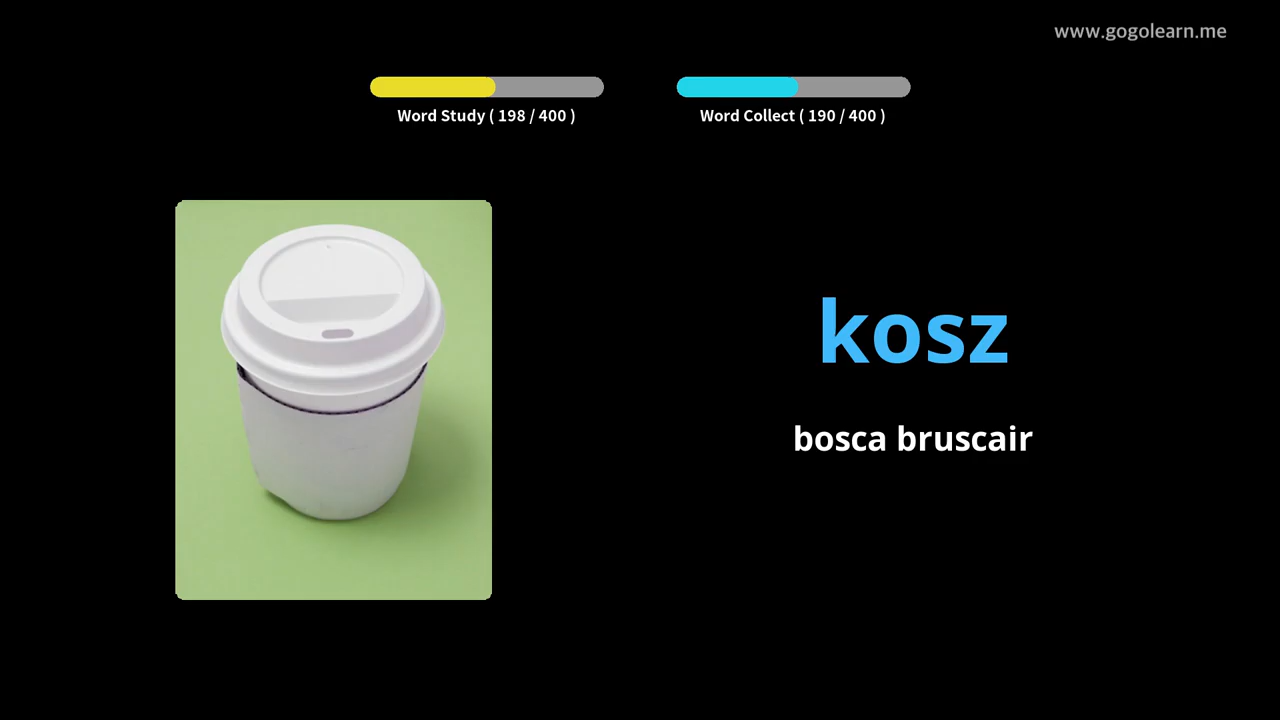 www.gogolearn.me
Word Study ( 198 / 400 )
Word Collect ( 190 / 400 )
kosz
bosca bruscair